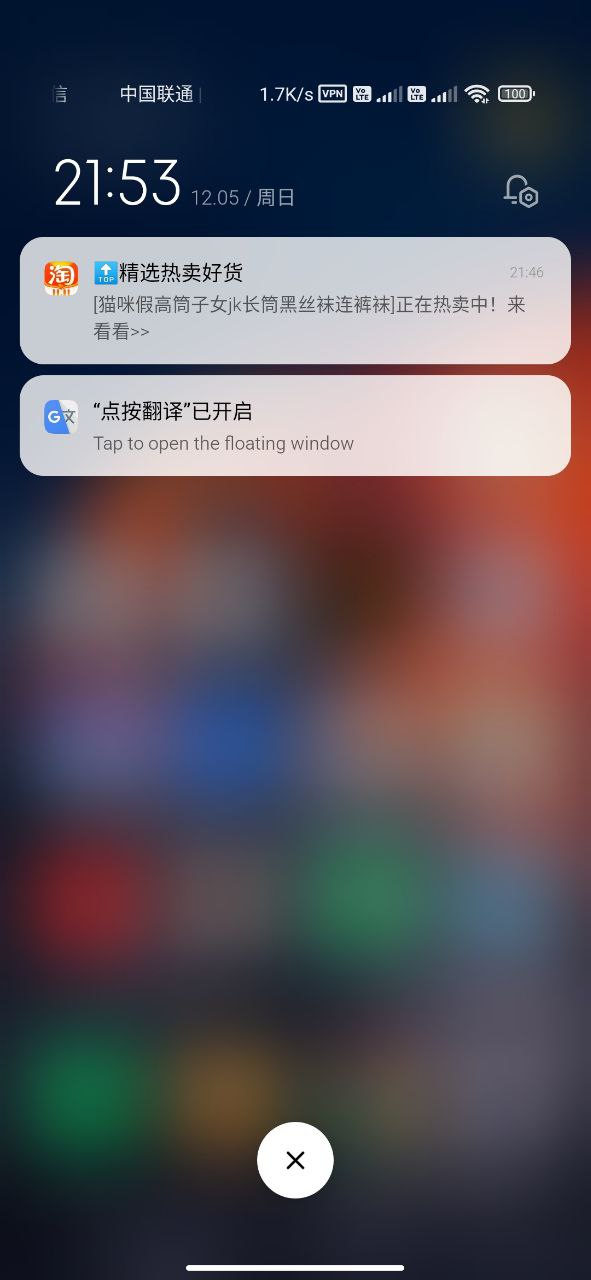 信 中国联通 1.7K/s VPN Vo LTE Vo LTE 100
21:53 12.05 / 周日
淘 11.11 TOP 精选热卖好货 21:46
[猫咪假高筒子女jk长筒黑丝袜连裤袜]正在热卖中！来
看看>>
G文 “点按翻译”已开启
Tap to open the floating window